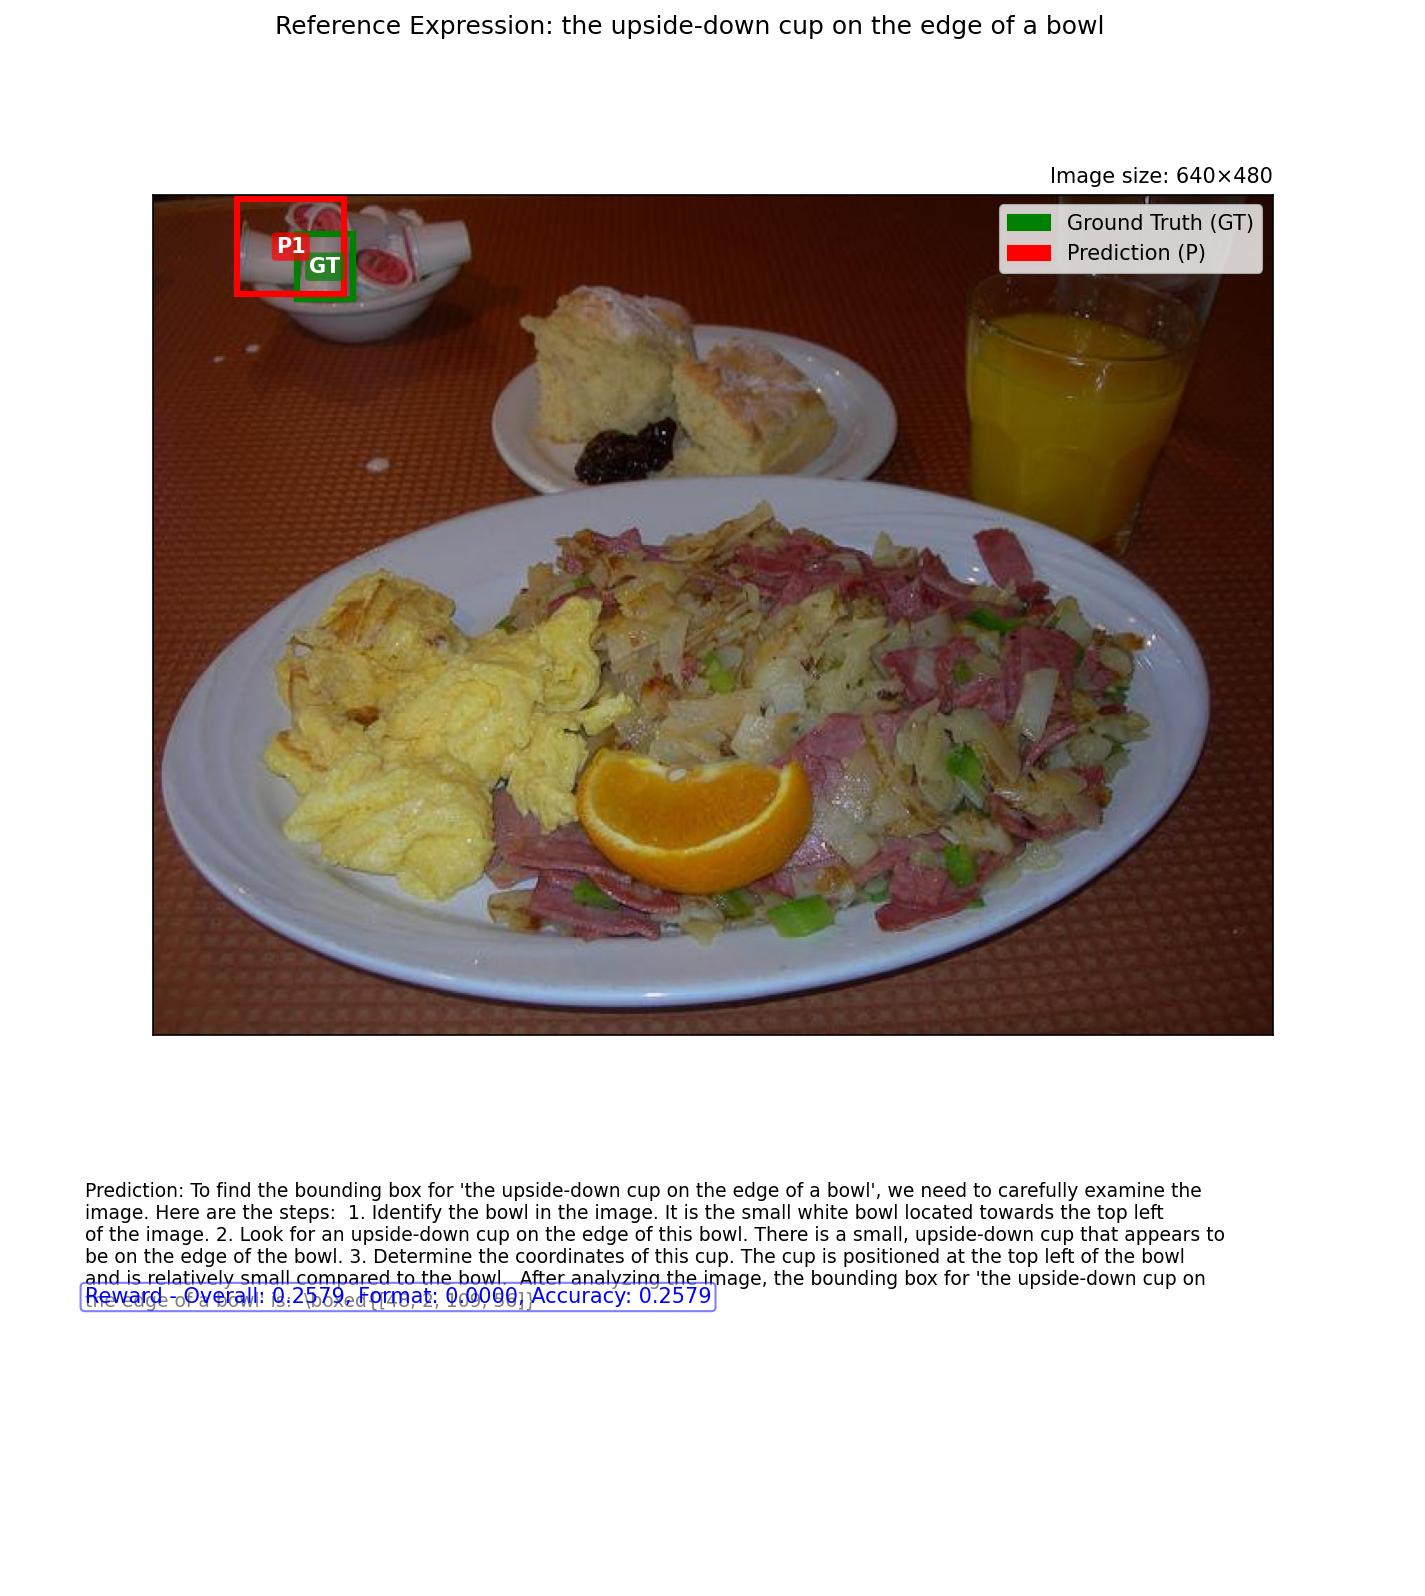 Reference Expression: the upside-down cup on the edge of a bowl
Image size: 640×480
Ground Truth (GT)
Prediction (P)
P1
GT
Prediction: To find the bounding box for 'the upside-down cup on the edge of a bowl', we need to carefully examine the
image. Here are the steps:  1. Identify the bowl in the image. It is the small white bowl located towards the top left
of the image. 2. Look for an upside-down cup on the edge of this bowl. There is a small, upside-down cup that appears to
be on the edge of the bowl. 3. Determine the coordinates of this cup. The cup is positioned at the top left of the bowl
and is relatively small compared to the bowl.  After analyzing the image, the bounding box for 'the upside-down cup on
the edge of a bowl' is:  \boxed{[48, 2, 109, 56]}
Reward - Overall: 0.2579, Format: 0.0000, Accuracy: 0.2579